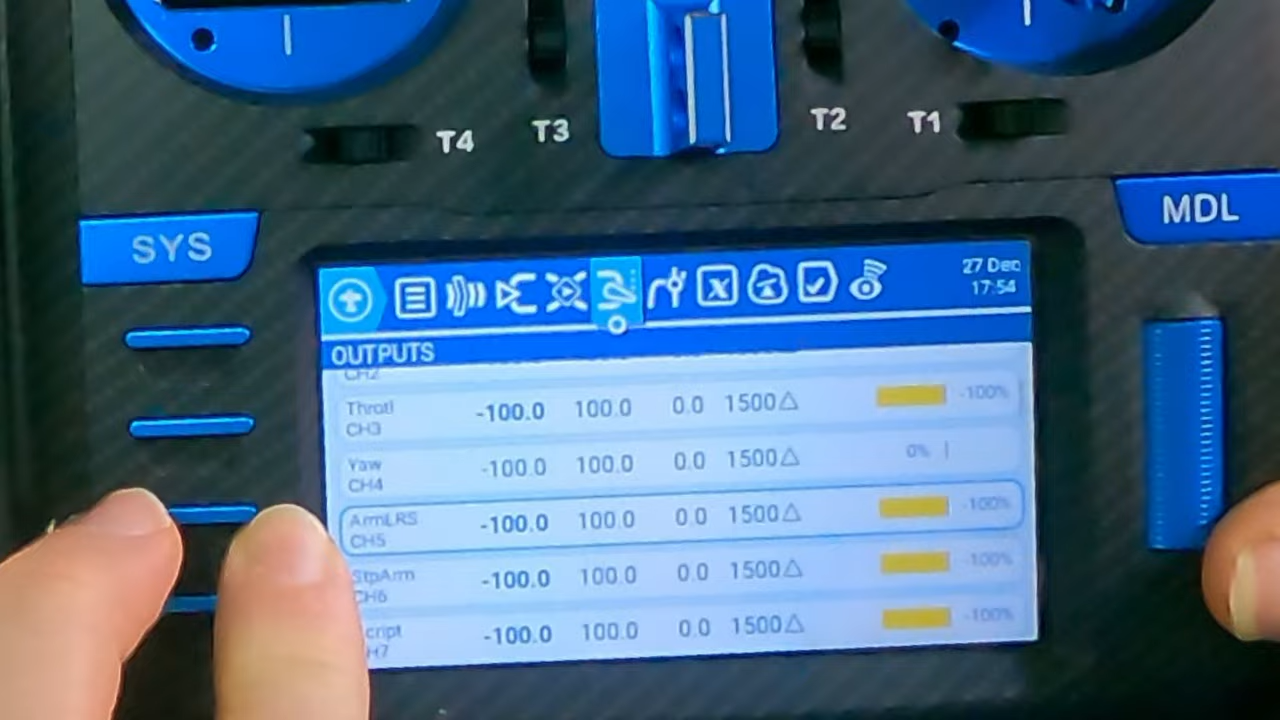 T4 T3 T2 T1
SYS
MDL
27 Dec
17:54
OUTPUTS
CH2
Throtl
CH3
-100.0 100.0 0.0 1500△ -100%
Yaw
CH4
-100.0 100.0 0.0 1500△ 0%
ArmLRS
CH5
-100.0 100.0 0.0 1500△ -100%
StpArm
CH6
-100.0 100.0 0.0 1500△ -100%
cript
H7
-100.0 100.0 0.0 1500△ -100%